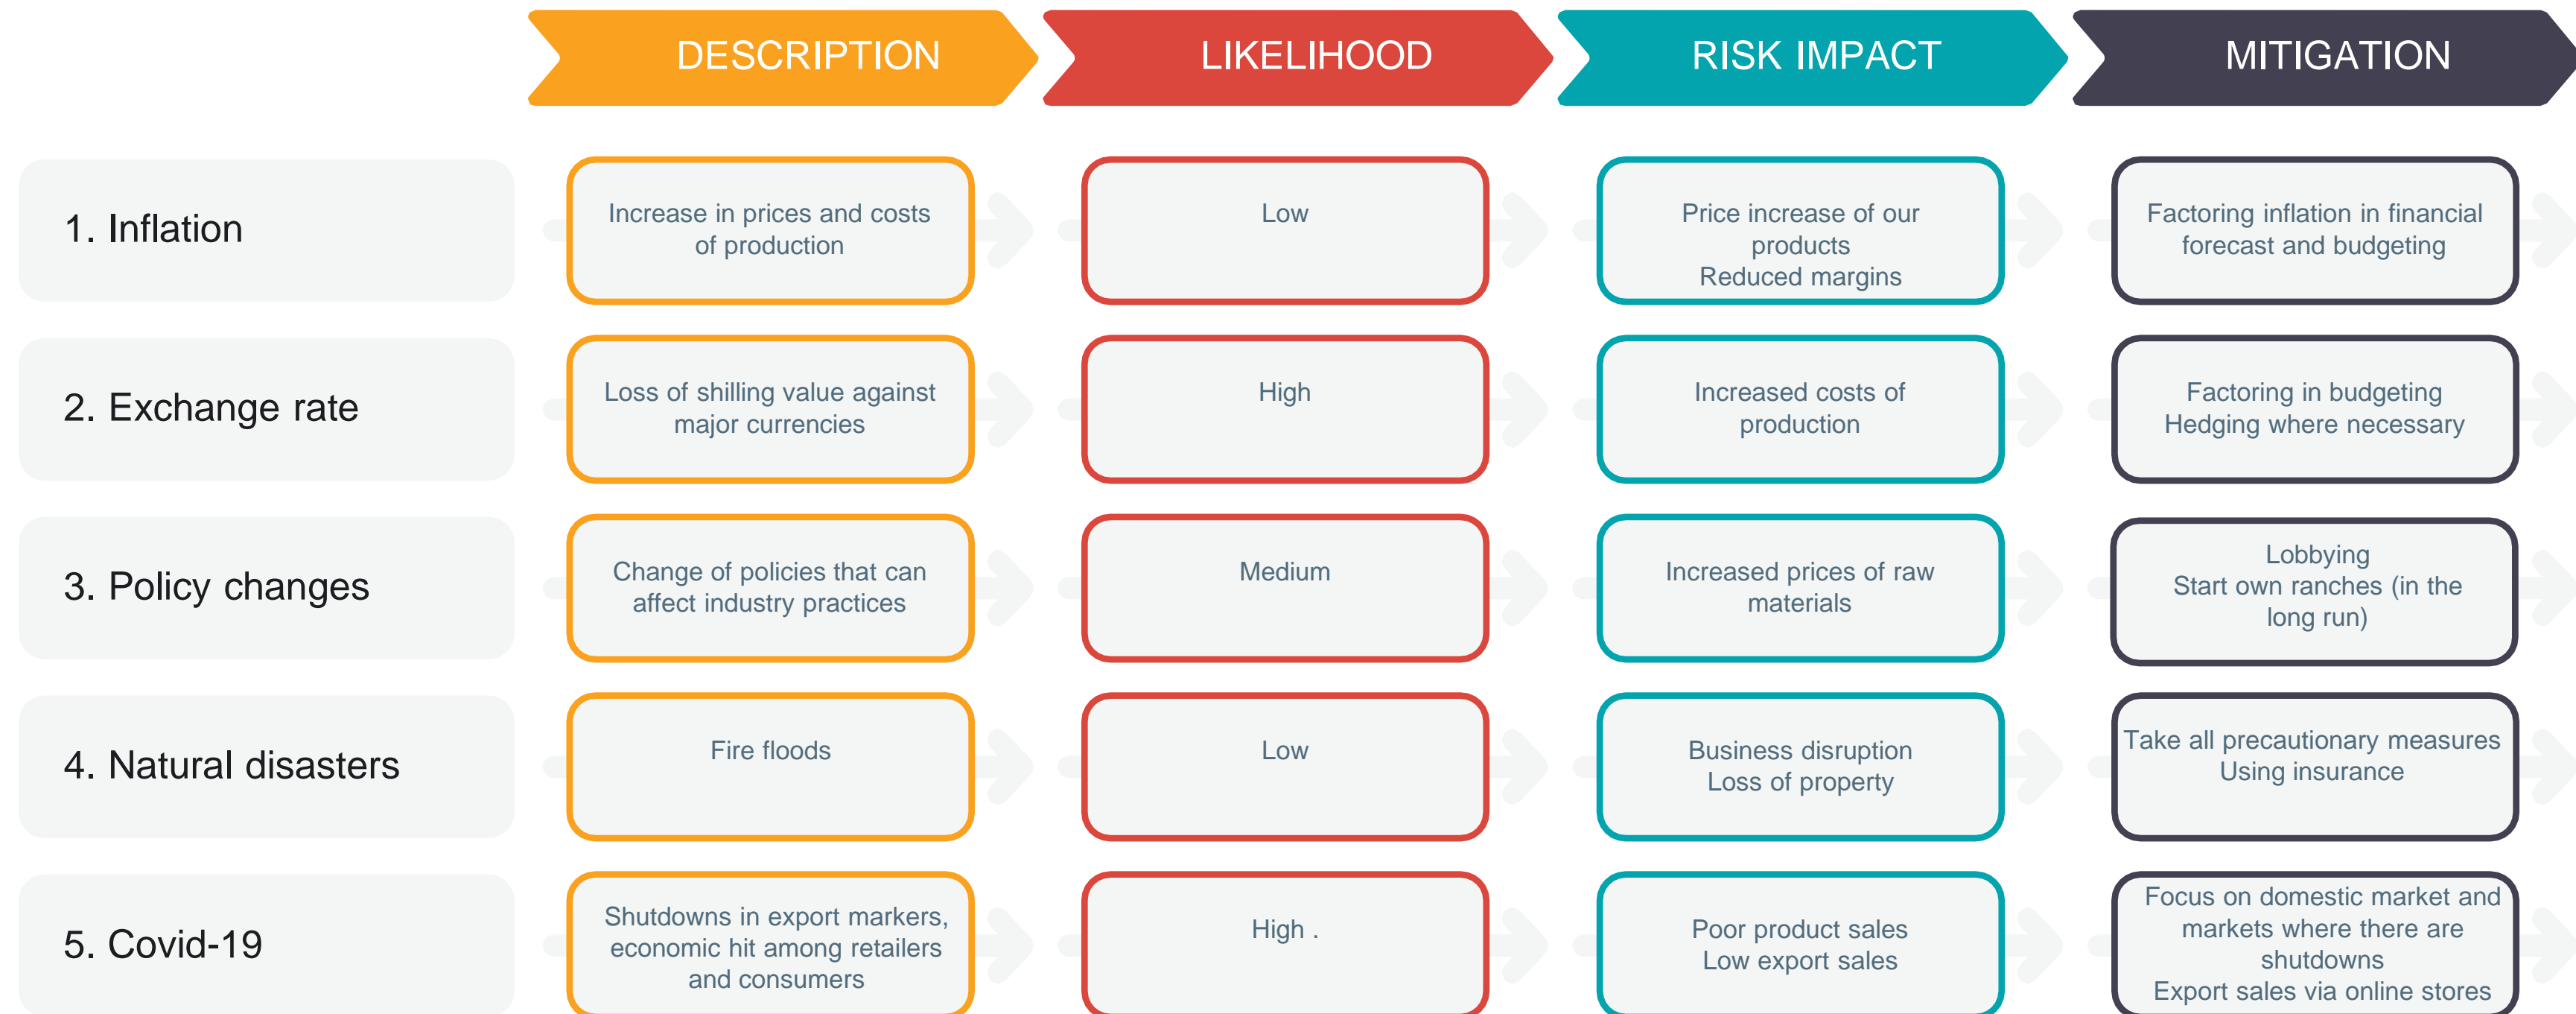 DESCRIPTION
LIKELIHOOD
RISK IMPACT
MITIGATION
1. Inflation
Increase in prices and costs
of production
Low
Price increase of our
products
Reduced margins
Factoring inflation in financial
forecast and budgeting
2. Exchange rate
Loss of shilling value against
major currencies
High
Increased costs of
production
Factoring in budgeting
Hedging where necessary
3. Policy changes
Change of policies that can
affect industry practices
Medium
Increased prices of raw
materials
Lobbying
Start own ranches (in the
long run)
4. Natural disasters
Fire floods
Low
Business disruption
Loss of property
Take all precautionary measures
Using insurance
5. Covid-19
Shutdowns in export markers,
economic hit among retailers
and consumers
High .
Poor product sales
Low export sales
Focus on domestic market and
markets where there are
shutdowns
Export sales via online stores